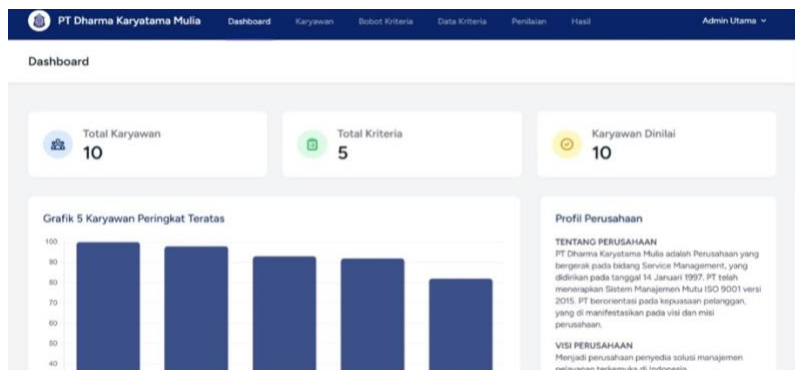 PT Dharma Karyatama Mulia Dashboard Karyawan Bobot Kriteria Data Kriteria Penilaian Hasil Admin Utama
Dashboard
Total Karyawan
10
Total Kriteria
5
Karyawan Dinilai
10
Grafik 5 Karyawan Peringkat Teratas
100
90
80
70
60
50
40
Profil Perusahaan
TENTANG PERUSAHAAN
PT Dharma Karyatama Mulia adalah Perusahaan yang
bergerak pada bidang Service Management, yang
didirikan pada tanggal 14 Januari 1997. PT telah
menerapkan Sistem Manajemen Mutu ISO 9001 versi
2015. PT berorientasi pada kepuasaan pelanggan,
yang di manifestasikan pada visi dan misi
perusahaan.
VISI PERUSAHAAN
Menjadi perusahaan penyedia solusi manajemen
pelayanan terkemuka di Indonesia